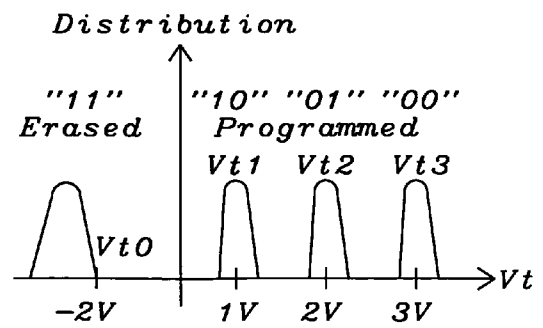 Distribution
"11" "10" "01" "00"
Erased Programmed
Vt1 Vt2 Vt3
Vt0
Vt
-2V 1V 2V 3V